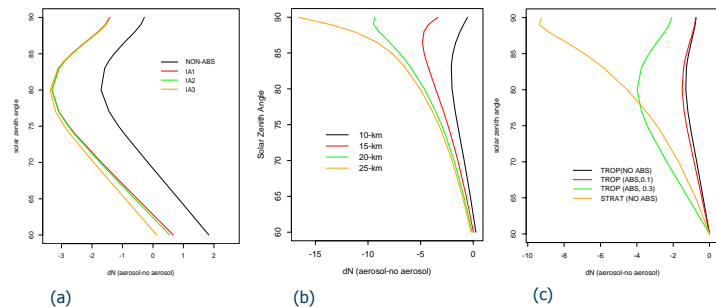 solar zenith angle
90
85
80
75
70
65
60
NON-ABS
IA1
IA2
IA3
-3 -2 -1 0 1 2
dN (aerosol-no aerosol)
(a)
Solar Zenith Angle
90
85
80
75
70
65
60
10-km
15-km
20-km
25-km
-15 -10 -5 0
dN (aerosol-no aerosol)
(b)
solar zenith angle
90
85
80
75
70
65
60
TROP(NO ABS)
TROP (ABS,0.1)
TROP (ABS, 0.3)
STRAT (NO ABS)
-10 -8 -6 -4 -2 0
dN (aerosol-no aerosol)
(c)